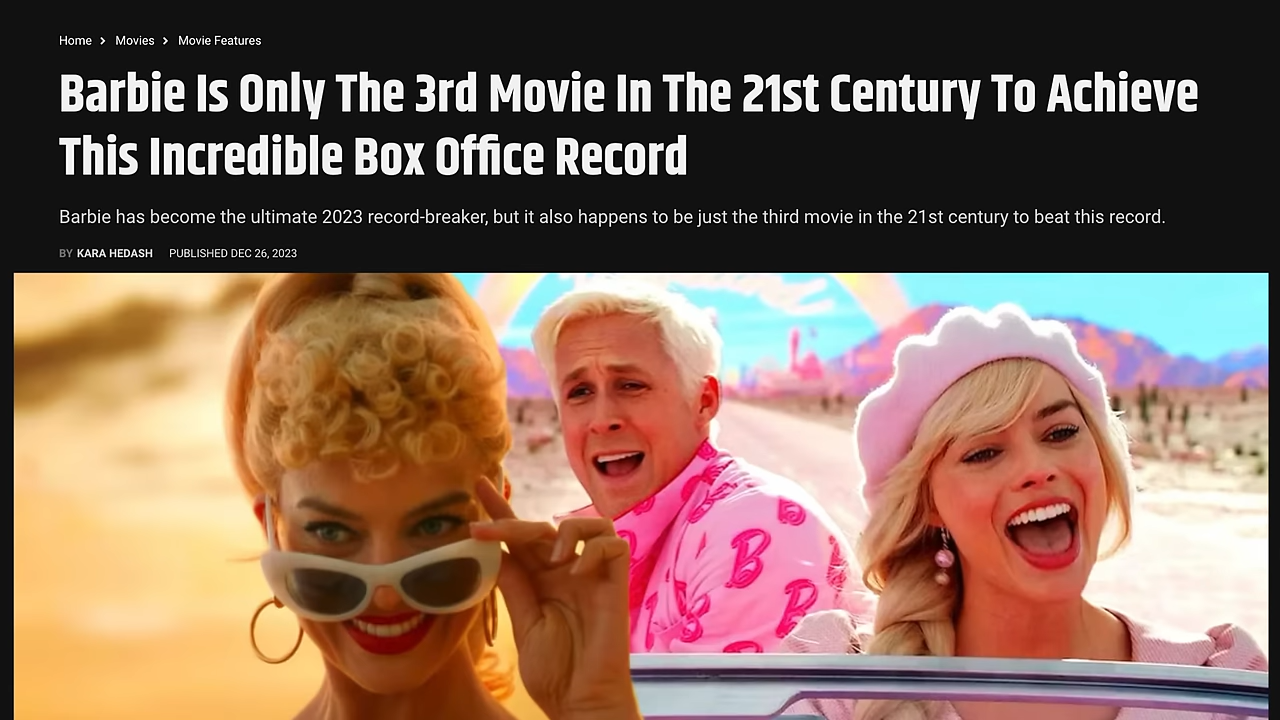 Home > Movies > Movie Features
Barbie Is Only The 3rd Movie In The 21st Century To Achieve
This Incredible Box Office Record
Barbie has become the ultimate 2023 record-breaker, but it also happens to be just the third movie in the 21st century to beat this record.
BY KARA HEDASH PUBLISHED DEC 26, 2023
B
B